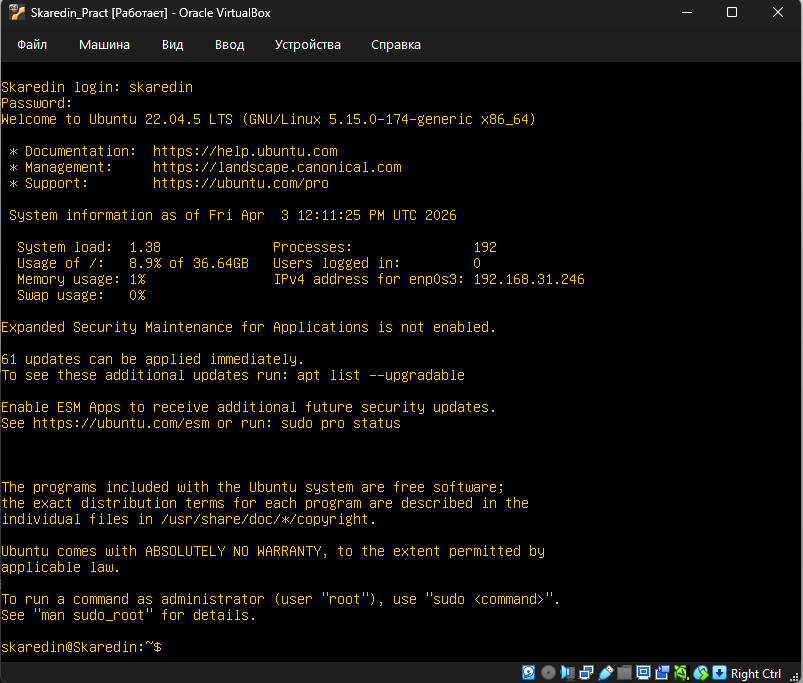 Skaredin_Pract [Работает] - Oracle VirtualBox
Файл Машина Вид Ввод Устройства Справка
Skaredin login: skaredin
Password:
Welcome to Ubuntu 22.04.5 LTS (GNU/Linux 5.15.0-174-generic x86_64)
* Documentation: https://help.ubuntu.com
* Management: https://landscape.canonical.com
* Support: https://ubuntu.com/pro
System information as of Fri Apr 3 12:11:25 PM UTC 2026
System load: 1.38 Processes: 192
Usage of /: 8.9% of 36.64GB Users logged in: 0
Memory usage: 1% IPv4 address for enp0s3: 192.168.31.246
Swap usage: 0%
Expanded Security Maintenance for Applications is not enabled.
61 updates can be applied immediately.
To see these additional updates run: apt list --upgradable
Enable ESM Apps to receive additional future security updates.
See https://ubuntu.com/esm or run: sudo pro status
The programs included with the Ubuntu system are free software;
the exact distribution terms for each program are described in the
individual files in /usr/share/doc/*/copyright.
Ubuntu comes with ABSOLUTELY NO WARRANTY, to the extent permitted by
applicable law.
To run a command as administrator (user "root"), use "sudo <command>".
See "man sudo_root" for details.
skaredin@Skaredin:~$
Right Ctrl